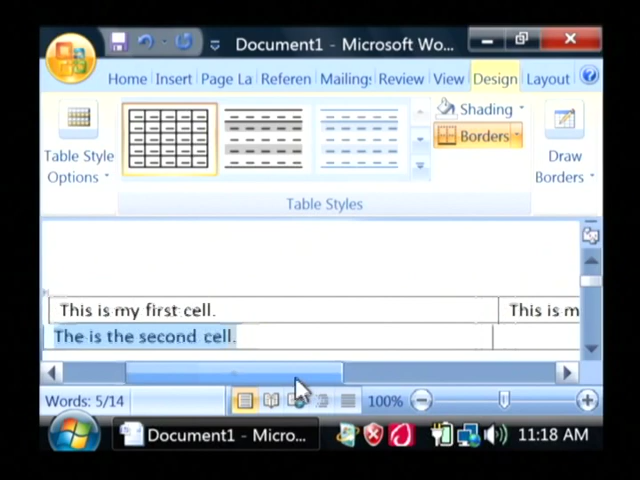 Document1 - Microsoft Wo...
Home Insert Page La Referen Mailing: Review View Design Layout
Table Style Options
Shading
Borders
Draw Borders
Table Styles
This is my first cell.
This is m
The is the second cell.
Words: 5/14
100%
Document1 - Micro...
11:18 AM